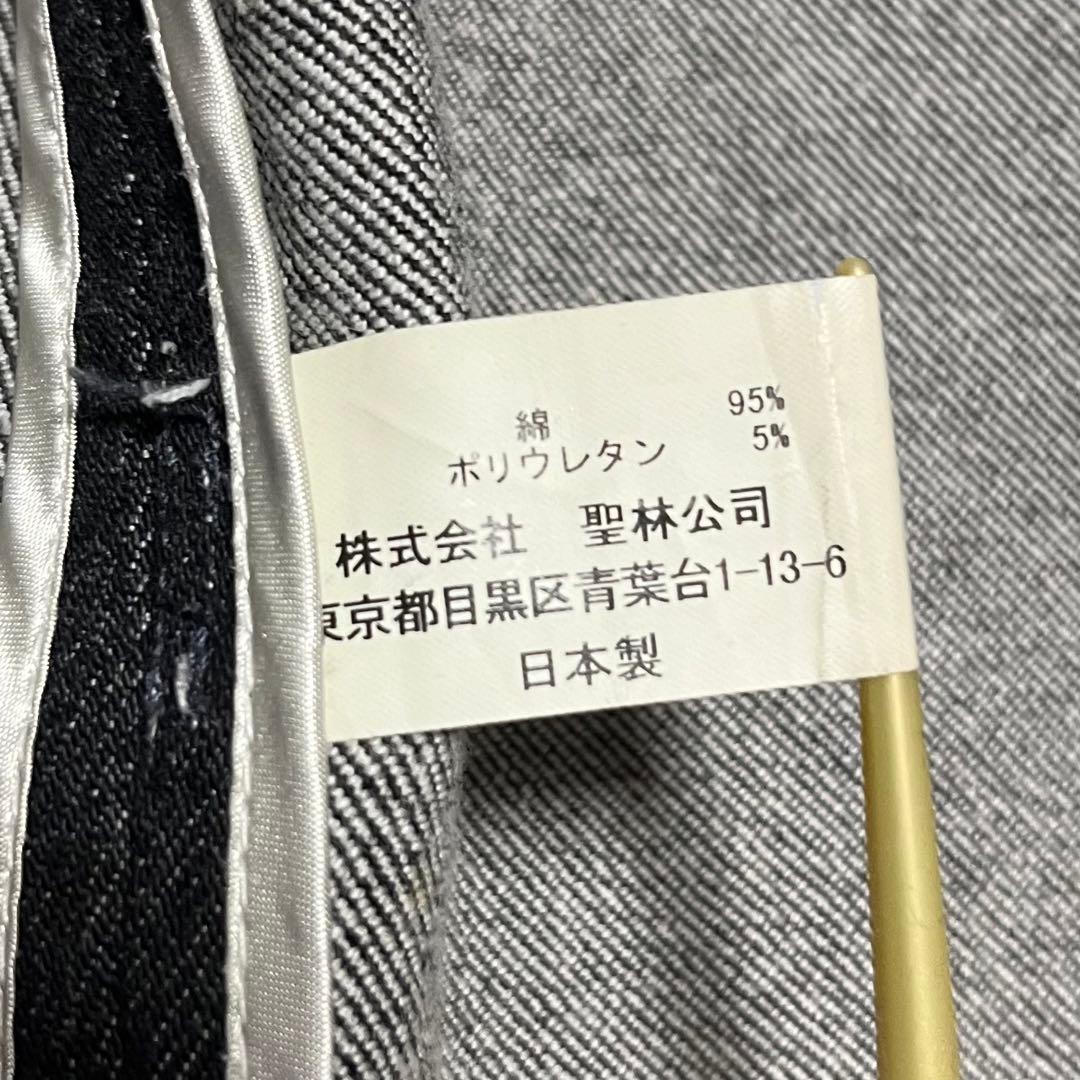 綿 95%
ポリウレタン 5%
株式会社 聖林公司
東京都目黒区青葉台1-13-6
日本製